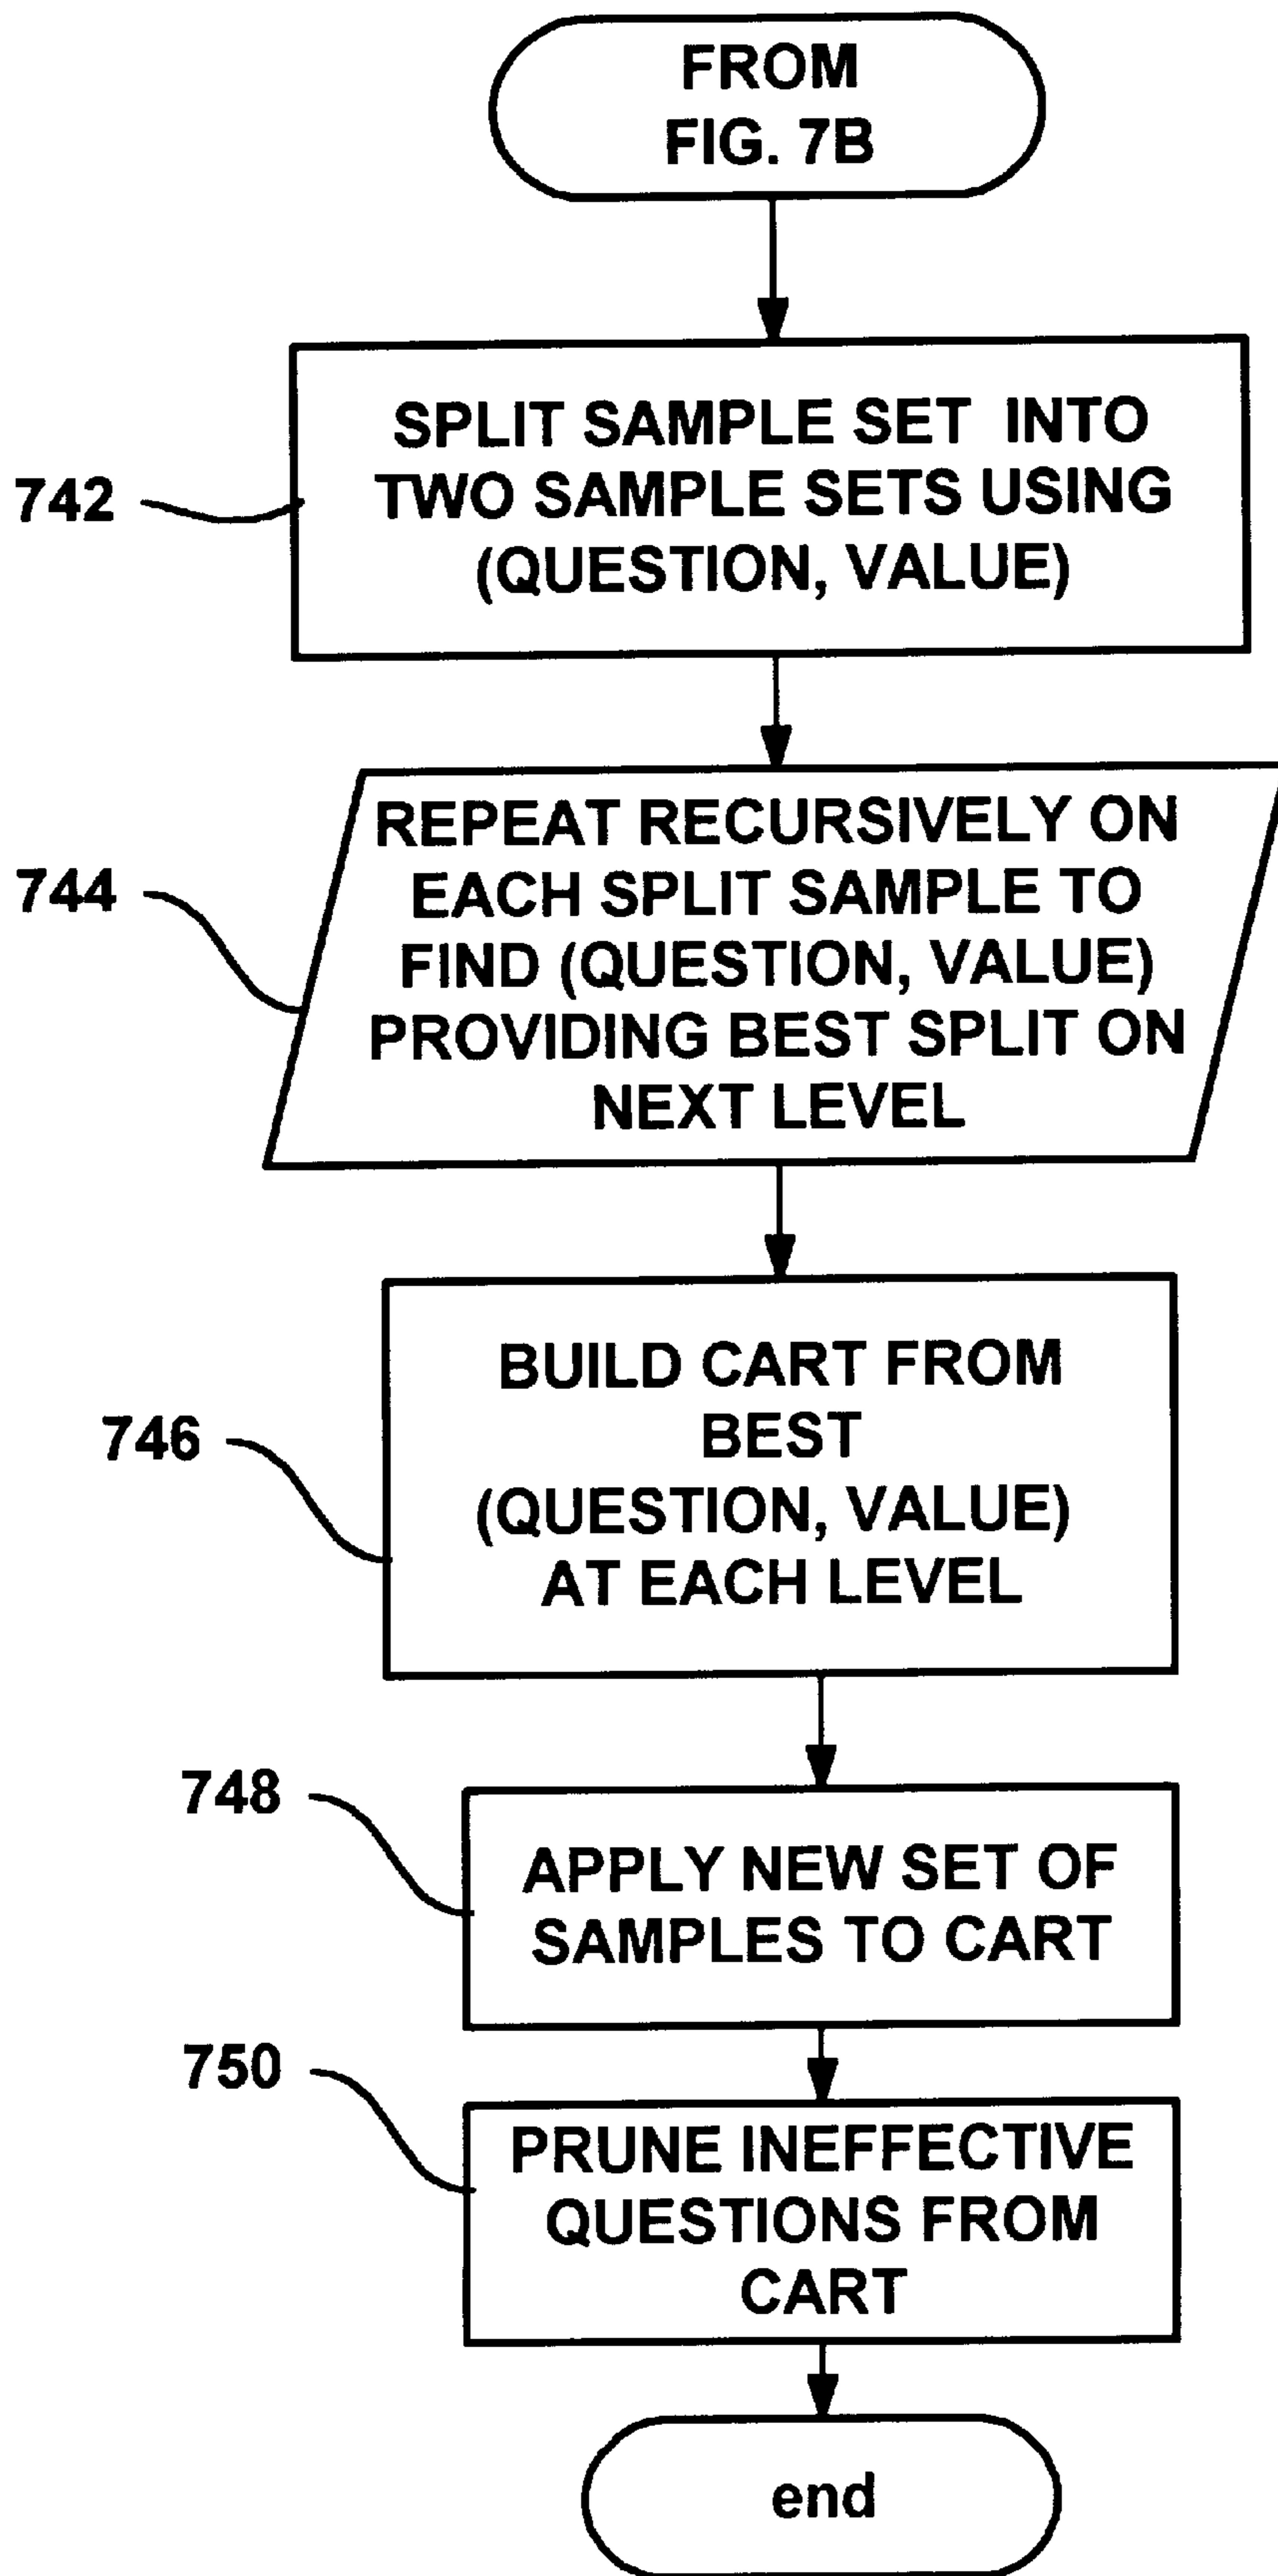 FROM
FIG. 7B
742
SPLIT SAMPLE SET INTO
TWO SAMPLE SETS USING
(QUESTION, VALUE)
744
REPEAT RECURSIVELY ON
EACH SPLIT SAMPLE TO
FIND (QUESTION, VALUE)
PROVIDING BEST SPLIT ON
NEXT LEVEL
746
BUILD CART FROM
BEST
(QUESTION, VALUE)
AT EACH LEVEL
748
APPLY NEW SET OF
SAMPLES TO CART
750
PRUNE INEFFECTIVE
QUESTIONS FROM
CART
end